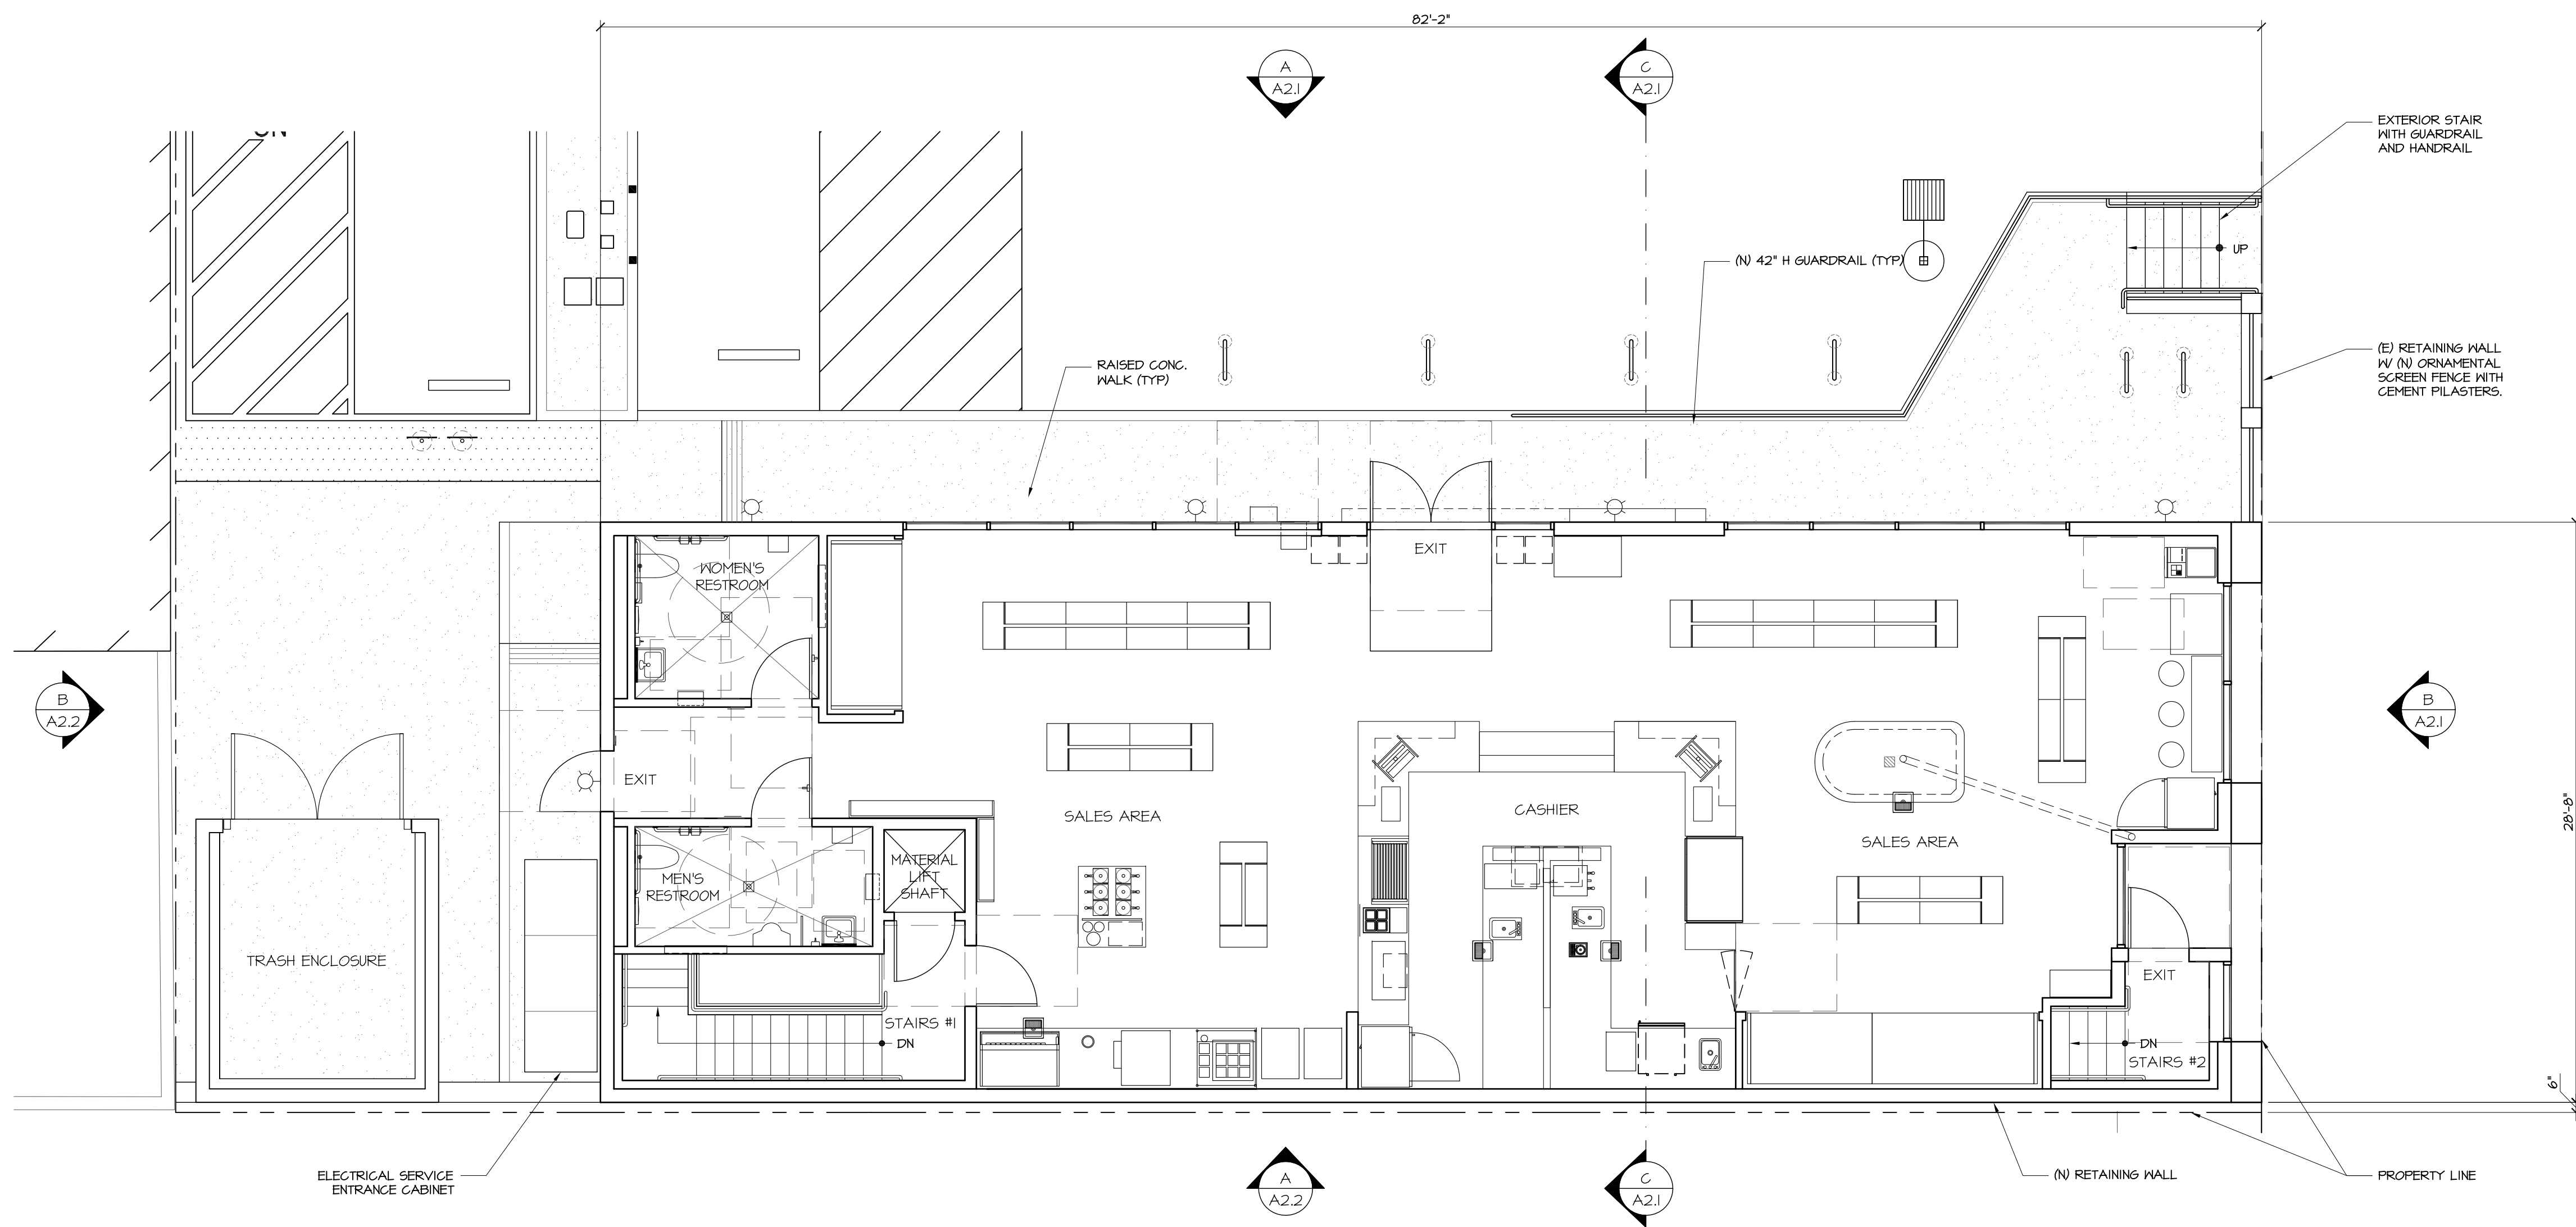 82'-2"
A
A2.1
C
A2.1
EXTERIOR STAIR
WITH GUARDRAIL
AND HANDRAIL
UP
(N) 42" H GUARDRAIL (TYP)
RAISED CONC.
WALK (TYP)
(E) RETAINING WALL
W/ (N) ORNAMENTAL
SCREEN FENCE WITH
CEMENT PILASTERS.
EXIT
WOMEN'S
RESTROOM
B
A2.2
B
A2.1
EXIT
SALES AREA
CASHIER
SALES AREA
28'-8"
MATERIAL
LIFT
SHAFT
MEN'S
RESTROOM
TRASH ENCLOSURE
EXIT
STAIRS #1
DN
DN
STAIRS #2
6"
ELECTRICAL SERVICE
ENTRANCE CABINET
A
A2.2
C
A2.1
(N) RETAINING WALL
PROPERTY LINE